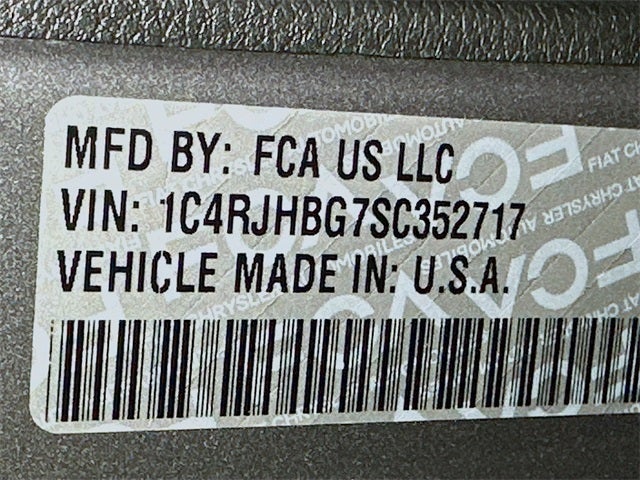 MFD BY: FCA US LLC
VIN: 1C4RJHBG7SC352717
VEHICLE MADE IN: U.S.A.